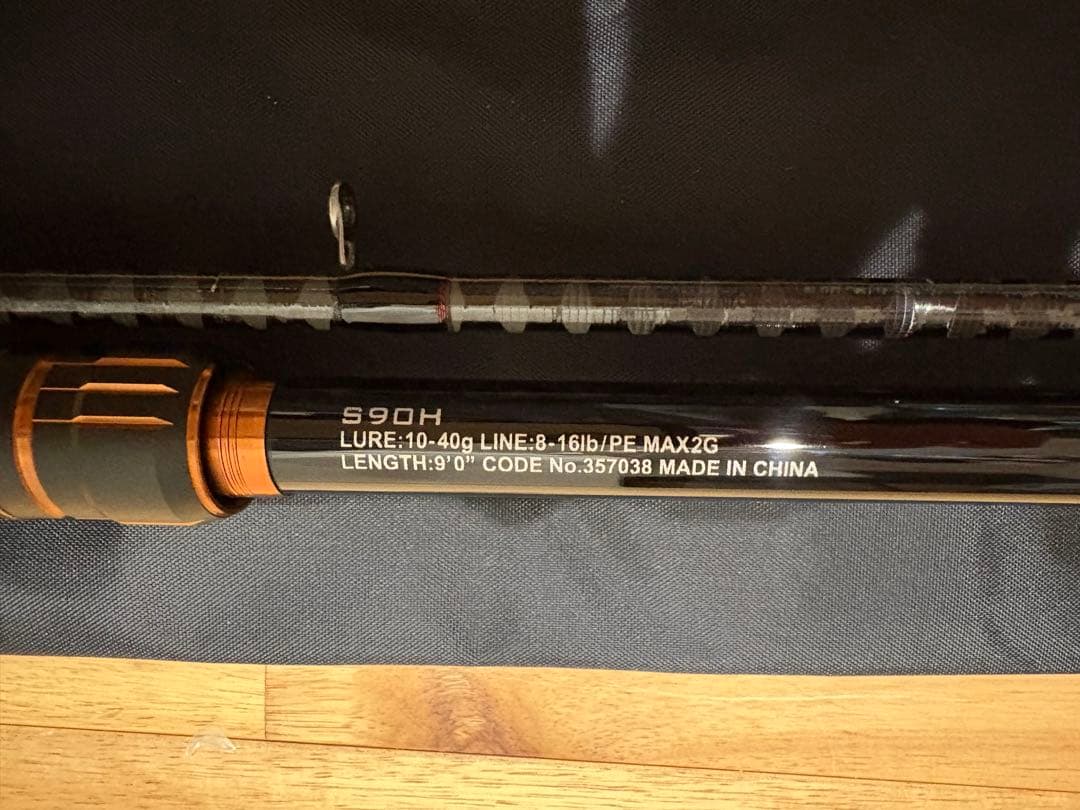 S90H
LURE:10-40g LINE:8-16lb/PE MAX2G
LENGTH:9'0" CODE No.357038 MADE IN CHINA